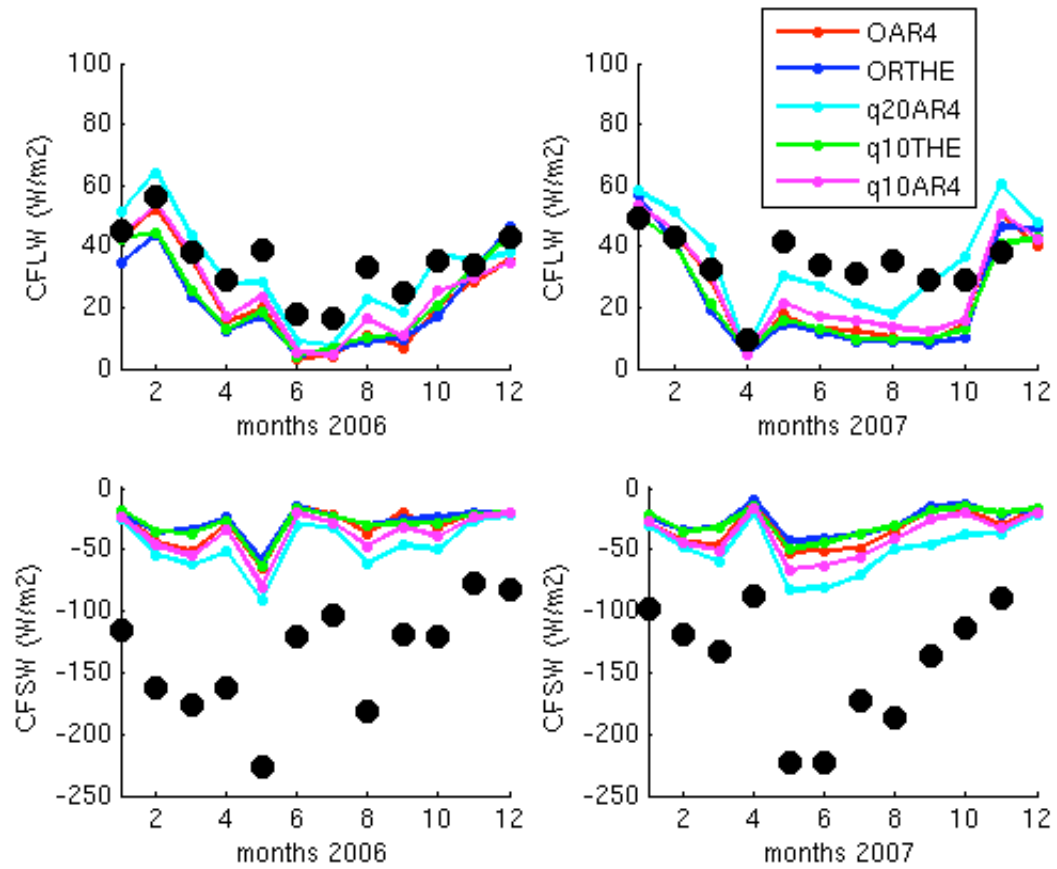 OAR4
ORTHE
q20AR4
q10THE
q10AR4
100
80
60
40
20
0
CFLW (W/m2)
2 4 6 8 10 12
months 2006
100
80
60
40
20
0
CFLW (W/m2)
2 4 6 8 10 12
months 2007
0
-50
-100
-150
-200
-250
CFSW (W/m2)
2 4 6 8 10 12
months 2006
0
-50
-100
-150
-200
-250
CFSW (W/m2)
2 4 6 8 10 12
months 2007